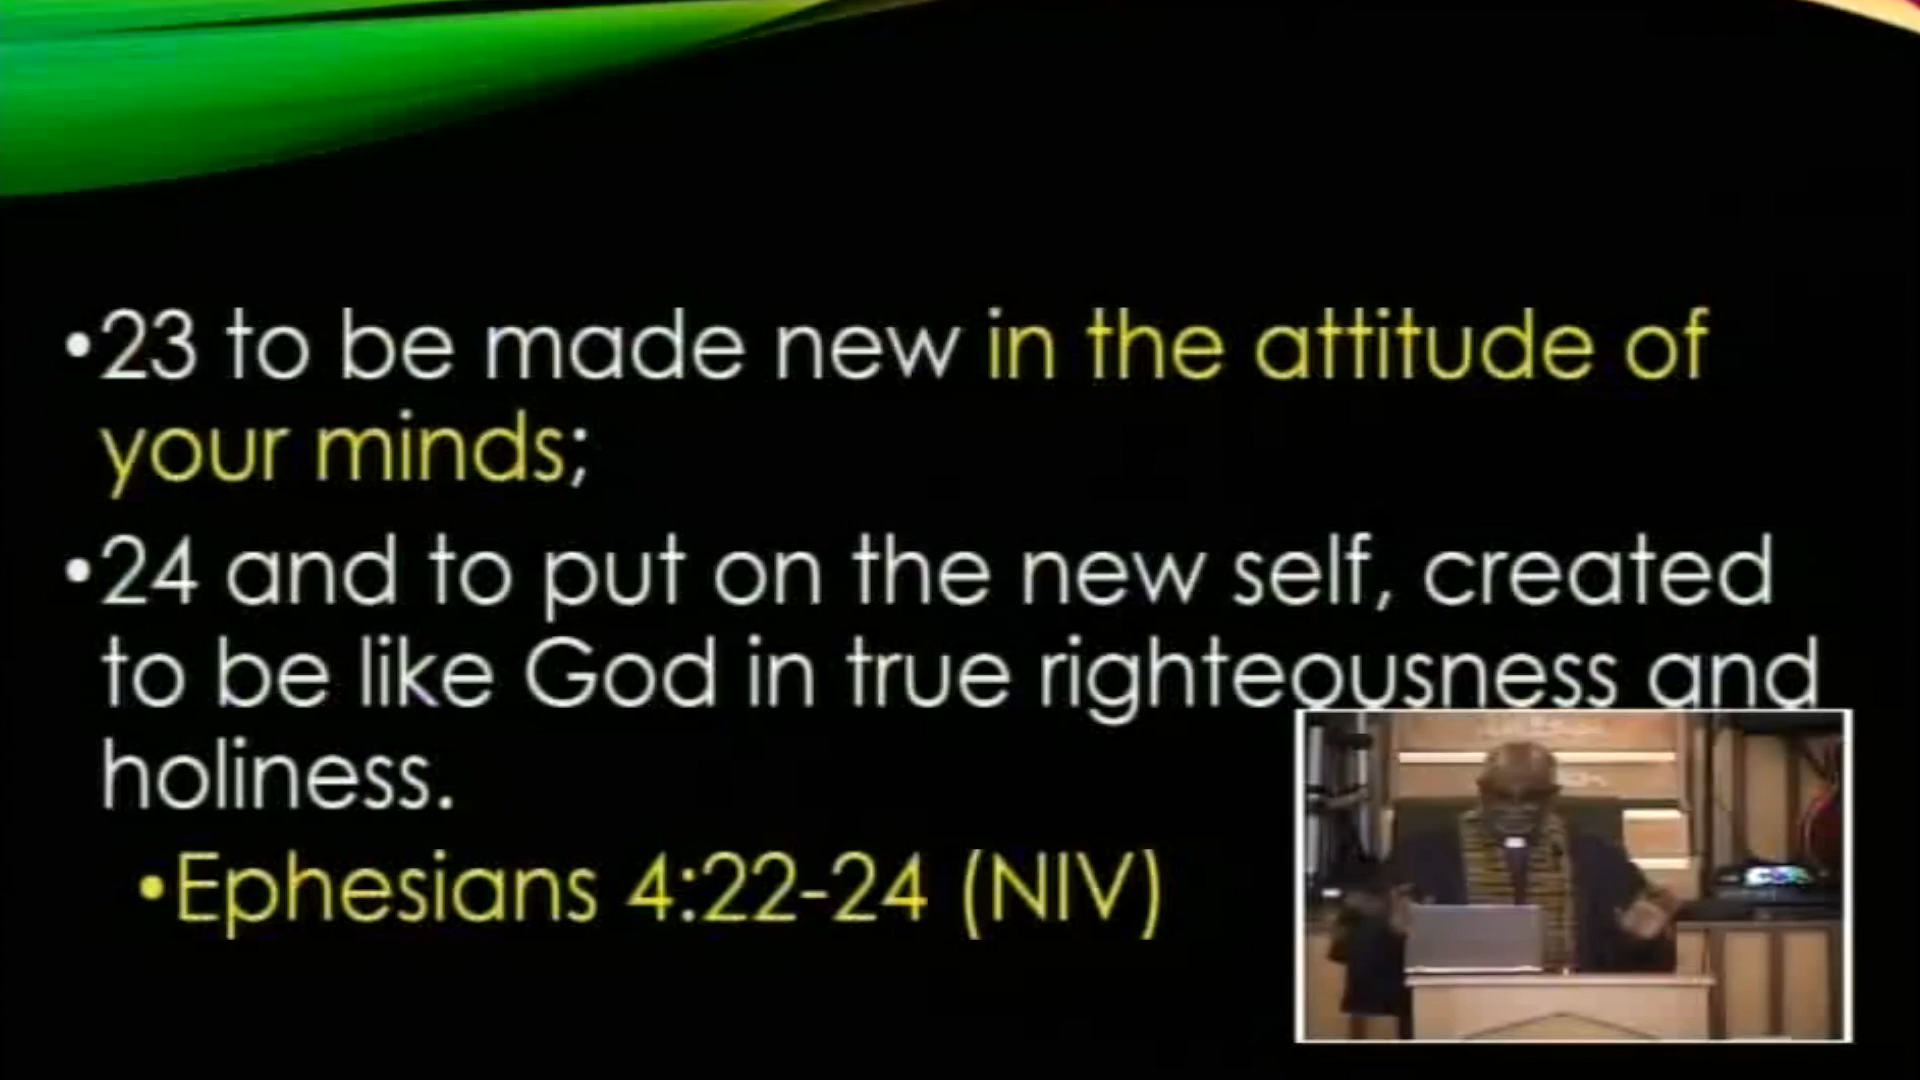 •23 to be made new in the attitude of
your minds;
•24 and to put on the new self, created
to be like God in true righteousness and
holiness.
•Ephesians 4:22-24 (NIV)